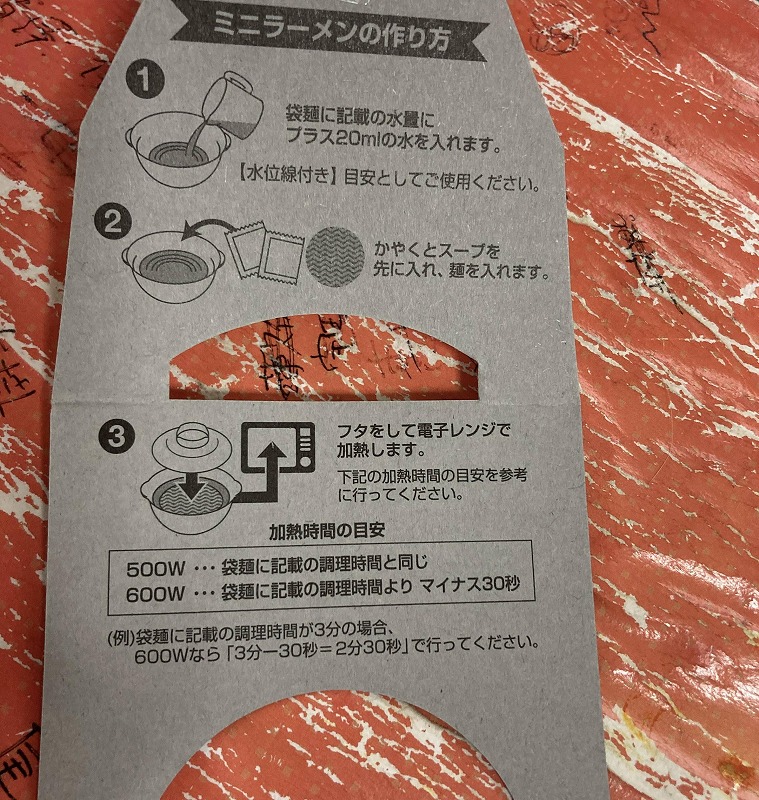 ミニラーメンの作り方
1
袋麺に記載の水量に
プラス20mlの水を入れます。
【水位線付き】目安としてご使用ください。
2
かやくとスープを
先に入れ、麺を入れます。
3
フタをして電子レンジで
加熱します。
下記の加熱時間の目安を参考
に行ってください。
加熱時間の目安
500W ··· 袋麺に記載の調理時間と同じ
600W ··· 袋麺に記載の調理時間より マイナス30秒
(例)袋麺に記載の調理時間が3分の場合、
600Wなら「3分ー30秒＝2分30秒」で行ってください。